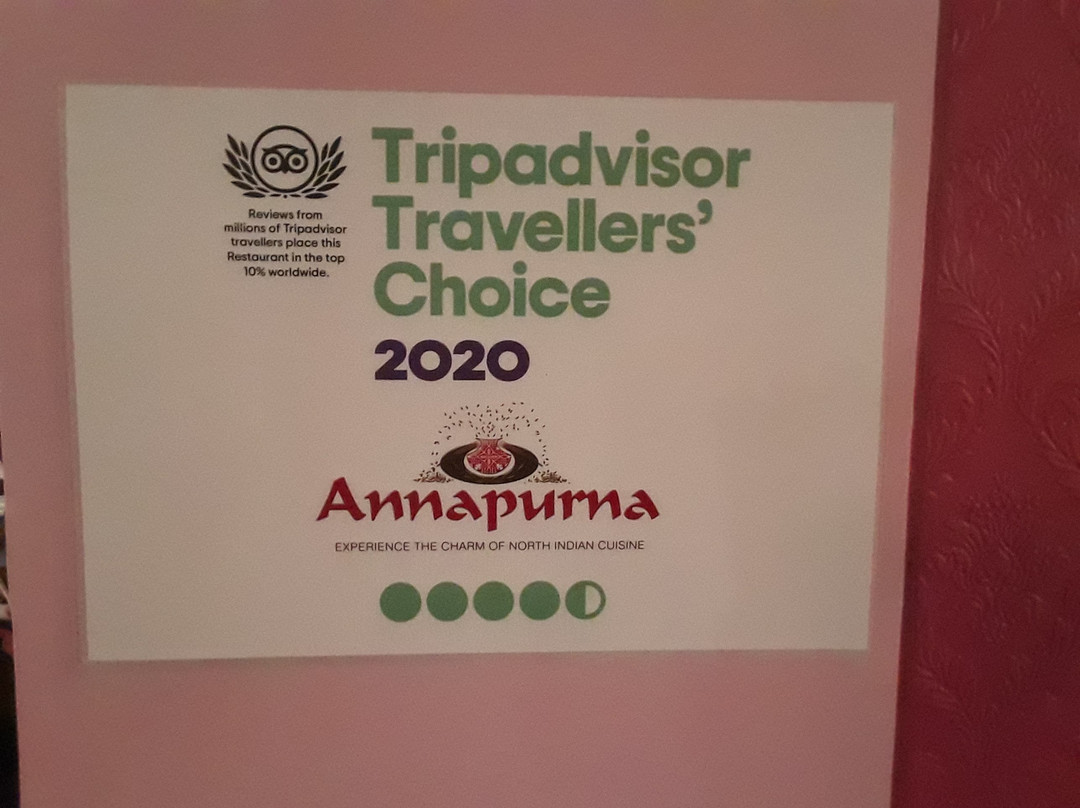 Reviews from
millions of Tripadvisor
travellers place this
Restaurant in the top
10% worldwide.
Tripadvisor
Travellers’
Choice
2020
Annapurna
EXPERIENCE THE CHARM OF NORTH INDIAN CUISINE